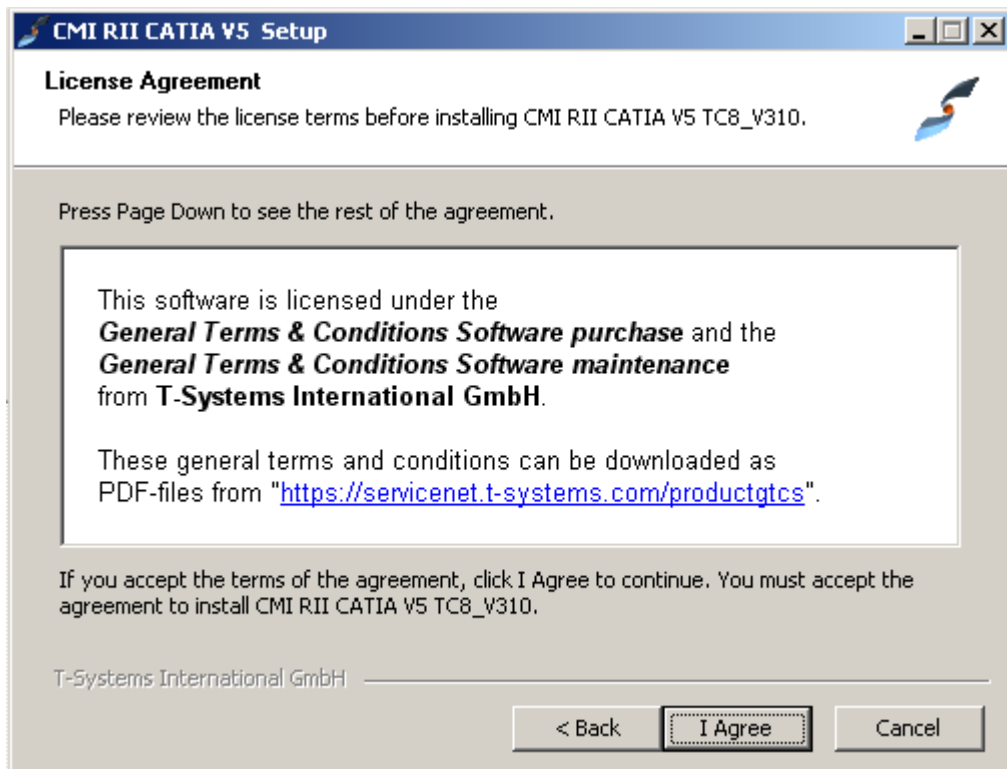 CMI RII CATIA V5 Setup
License Agreement
Please review the license terms before installing CMI RII CATIA V5 TC8_V310.
Press Page Down to see the rest of the agreement.
This software is licensed under the
General Terms & Conditions Software purchase and the
General Terms & Conditions Software maintenance
from T-Systems International GmbH.
These general terms and conditions can be downloaded as
PDF-files from "https://servicenet.t-systems.com/productgtcs".
If you accept the terms of the agreement, click I Agree to continue. You must accept the
agreement to install CMI RII CATIA V5 TC8_V310.
T-Systems International GmbH
< Back
I Agree
Cancel